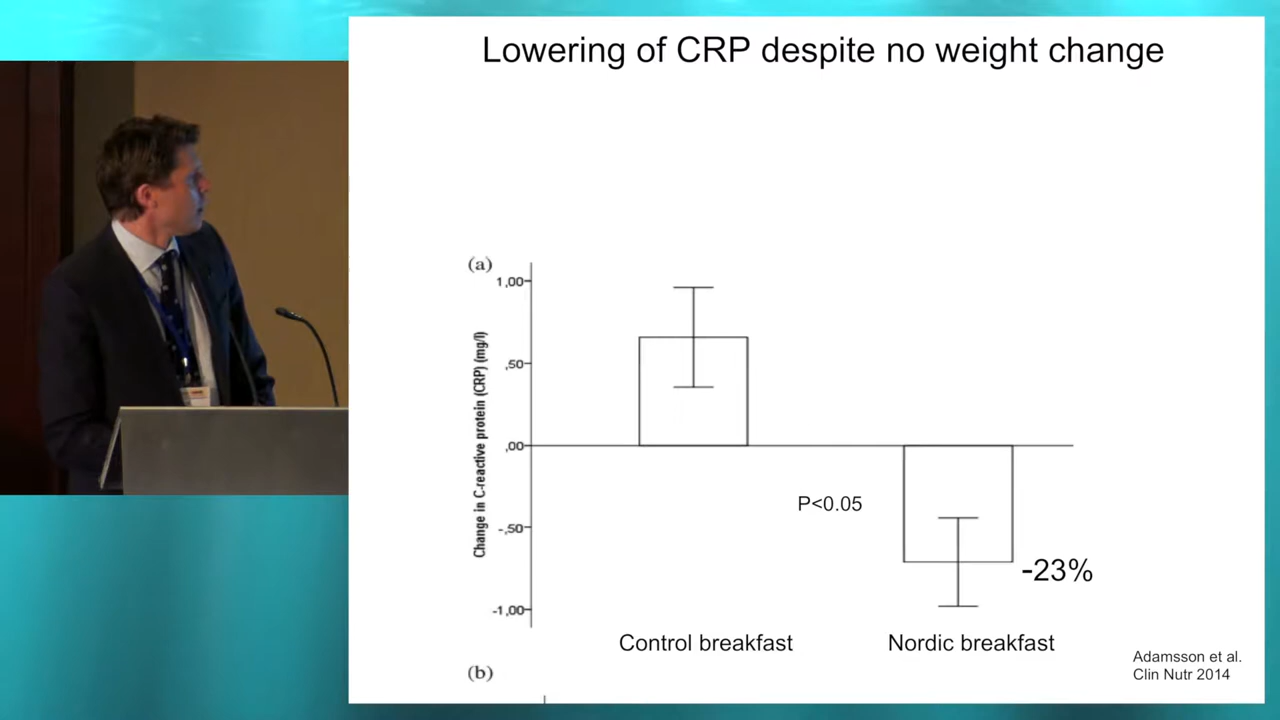 Lowering of CRP despite no weight change
(a)
1,00
,50
,00
-,50
-1,00
Change in C-reactive protein (CRP) (mg/l)
P<0.05
-23%
Control breakfast
Nordic breakfast
Adamsson et al.
Clin Nutr 2014
(b)